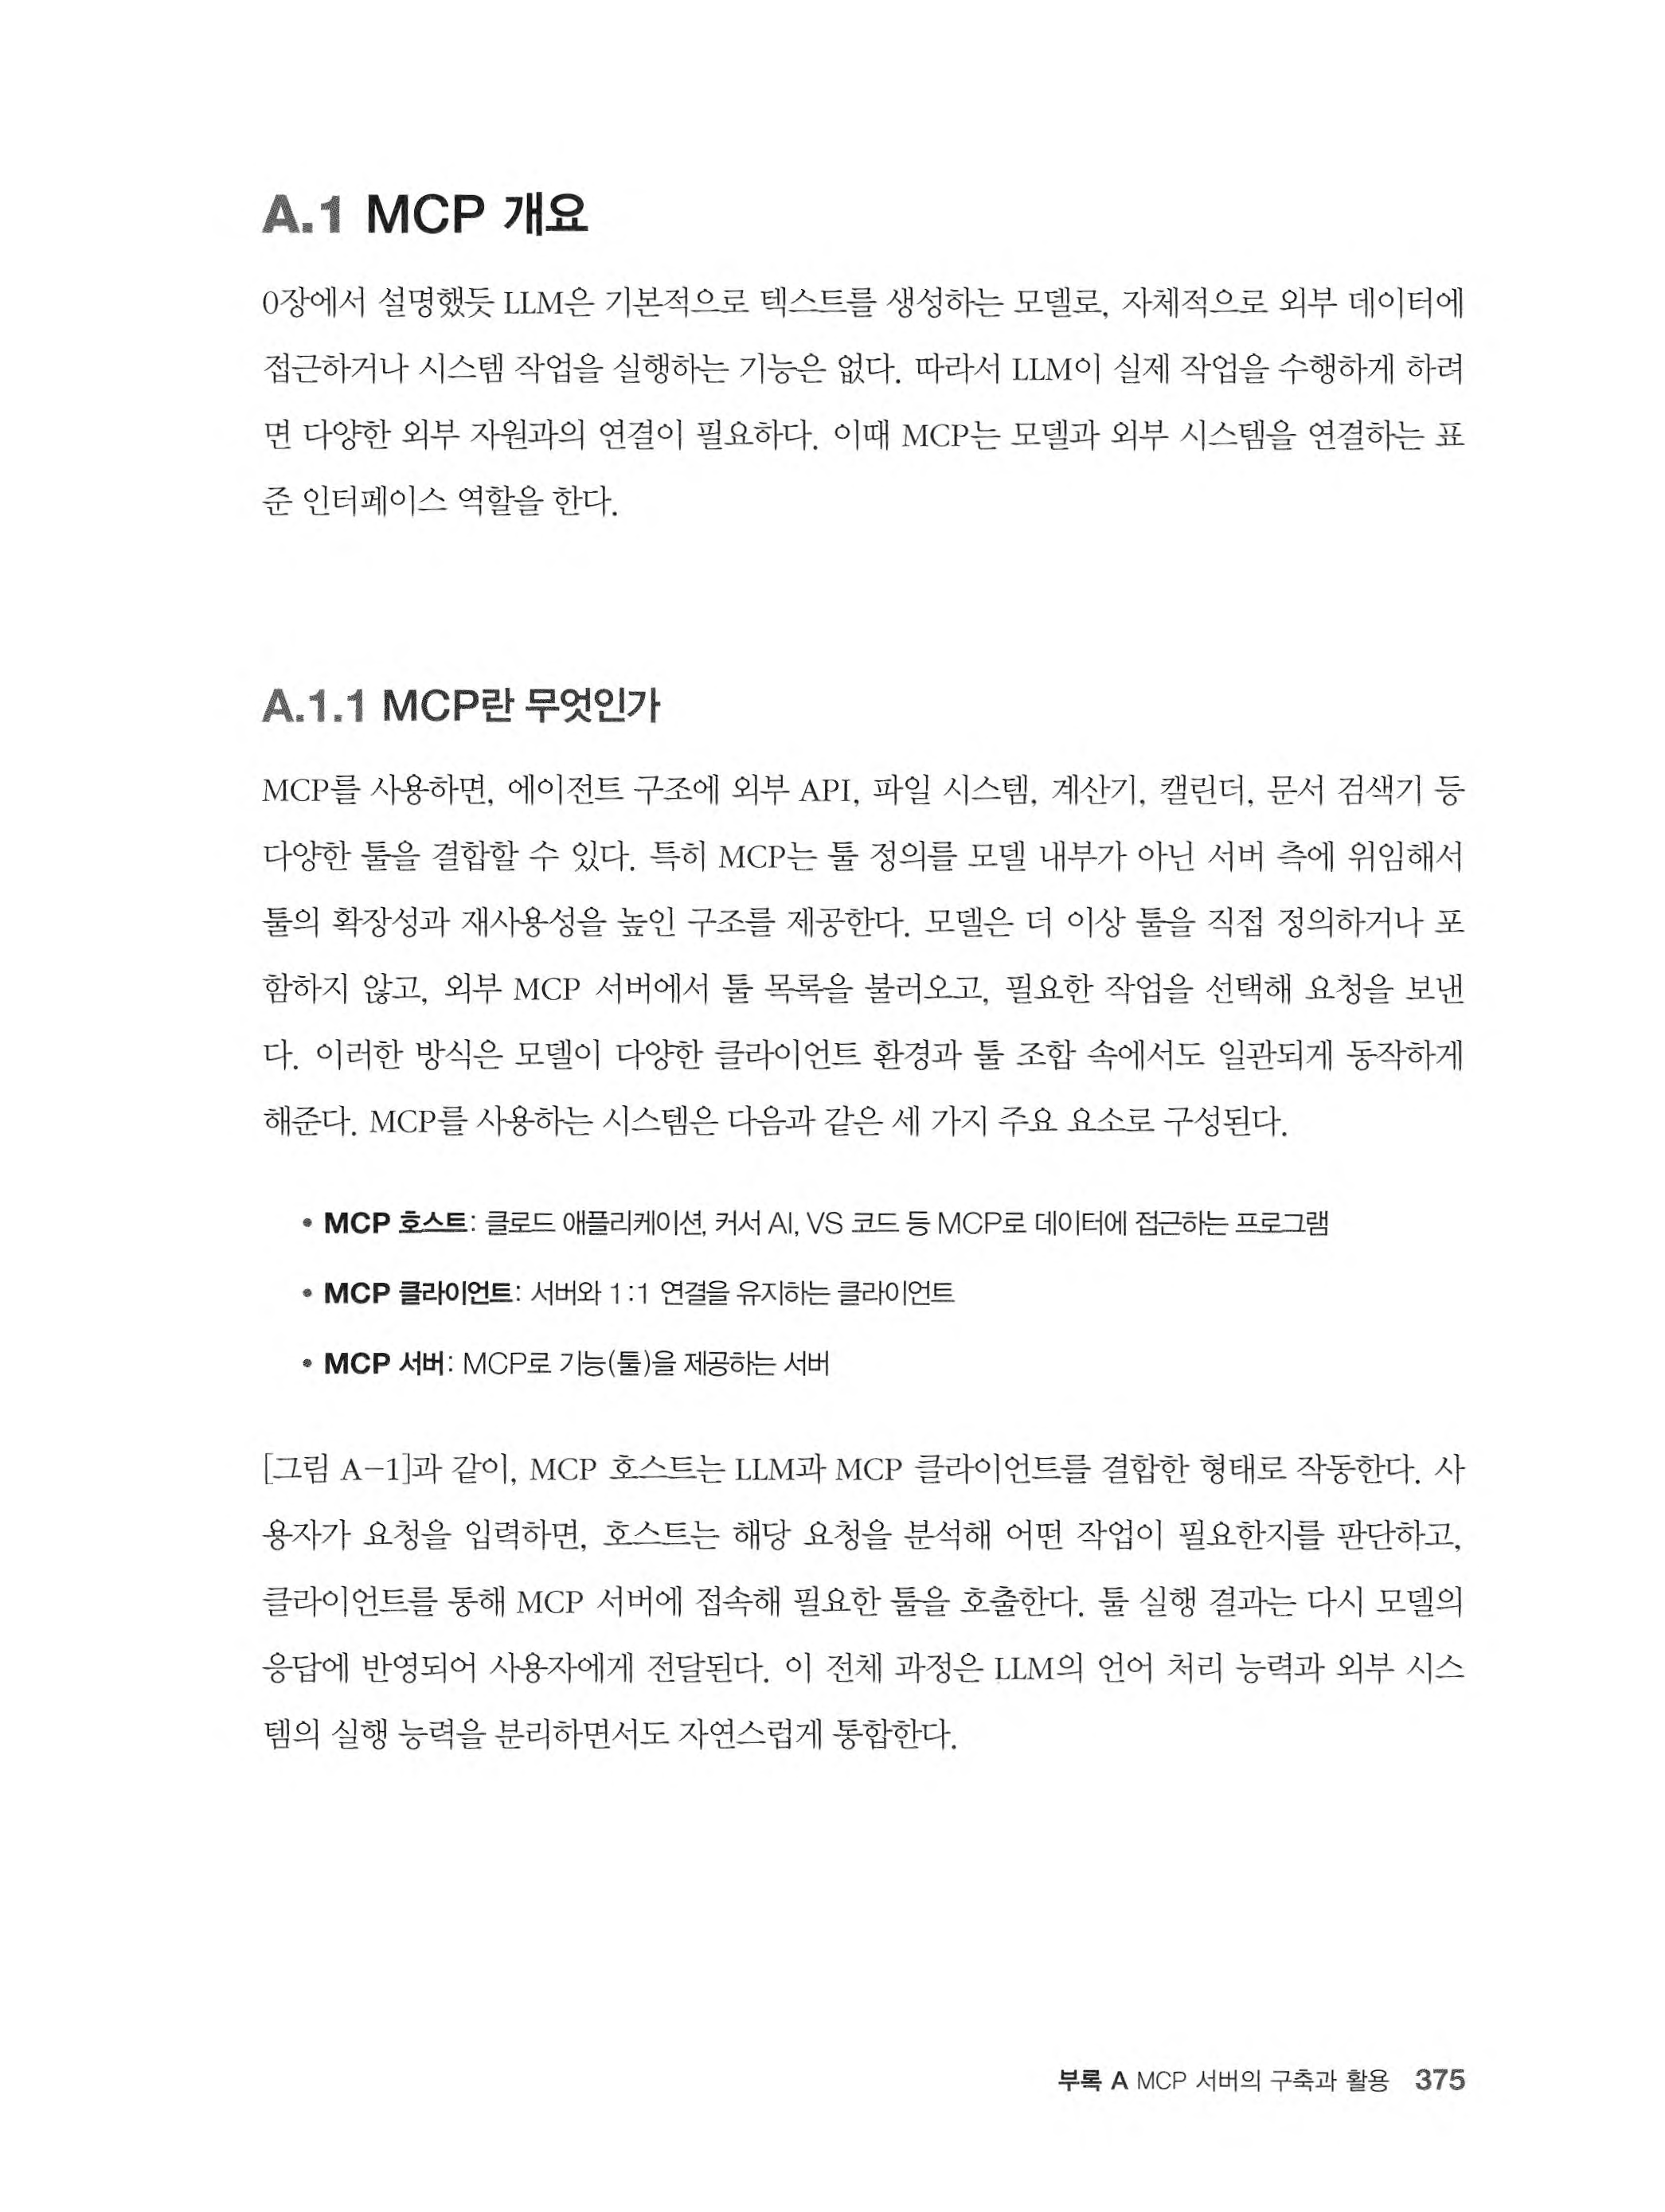 A.1 MCP 개요
0장에서 설명했듯 LLM은 기본적으로 텍스트를 생성하는 모델로, 자체적으로 외부 데이터에
접근하거나 시스템 작업을 실행하는 기능은 없다. 따라서 LLM이 실제 작업을 수행하게 하려
면 다양한 외부 자원과의 연결이 필요하다. 이때 MCP는 모델과 외부 시스템을 연결하는 표
준 인터페이스 역할을 한다.
A.1.1 MCP란 무엇인가
MCP를 사용하면, 에이전트 구조에 외부 API, 파일 시스템, 계산기, 캘린더, 문서 검색기 등
다양한 툴을 결합할 수 있다. 특히 MCP는 툴 정의를 모델 내부가 아닌 서버 측에 위임해서
툴의 확장성과 재사용성을 높인 구조를 제공한다. 모델은 더 이상 툴을 직접 정의하거나 포
함하지 않고, 외부 MCP 서버에서 툴 목록을 불러오고, 필요한 작업을 선택해 요청을 보낸
다. 이러한 방식은 모델이 다양한 클라이언트 환경과 툴 조합 속에서도 일관되게 동작하게
해준다. MCP를 사용하는 시스템은 다음과 같은 세 가지 주요 요소로 구성된다.
• MCP 호스트: 클로드 애플리케이션, 커서 AI, VS 코드 등 MCP로 데이터에 접근하는 프로그램
• MCP 클라이언트: 서버와 1:1 연결을 유지하는 클라이언트
• MCP 서버: MCP로 기능(툴)을 제공하는 서버
[그림 A-1]과 같이, MCP 호스트는 LLM과 MCP 클라이언트를 결합한 형태로 작동한다. 사
용자가 요청을 입력하면, 호스트는 해당 요청을 분석해 어떤 작업이 필요한지를 판단하고,
클라이언트를 통해 MCP 서버에 접속해 필요한 툴을 호출한다. 툴 실행 결과는 다시 모델의
응답에 반영되어 사용자에게 전달된다. 이 전체 과정은 LLM의 언어 처리 능력과 외부 시스
템의 실행 능력을 분리하면서도 자연스럽게 통합한다.
부록 A MCP 서버의 구축과 활용 375